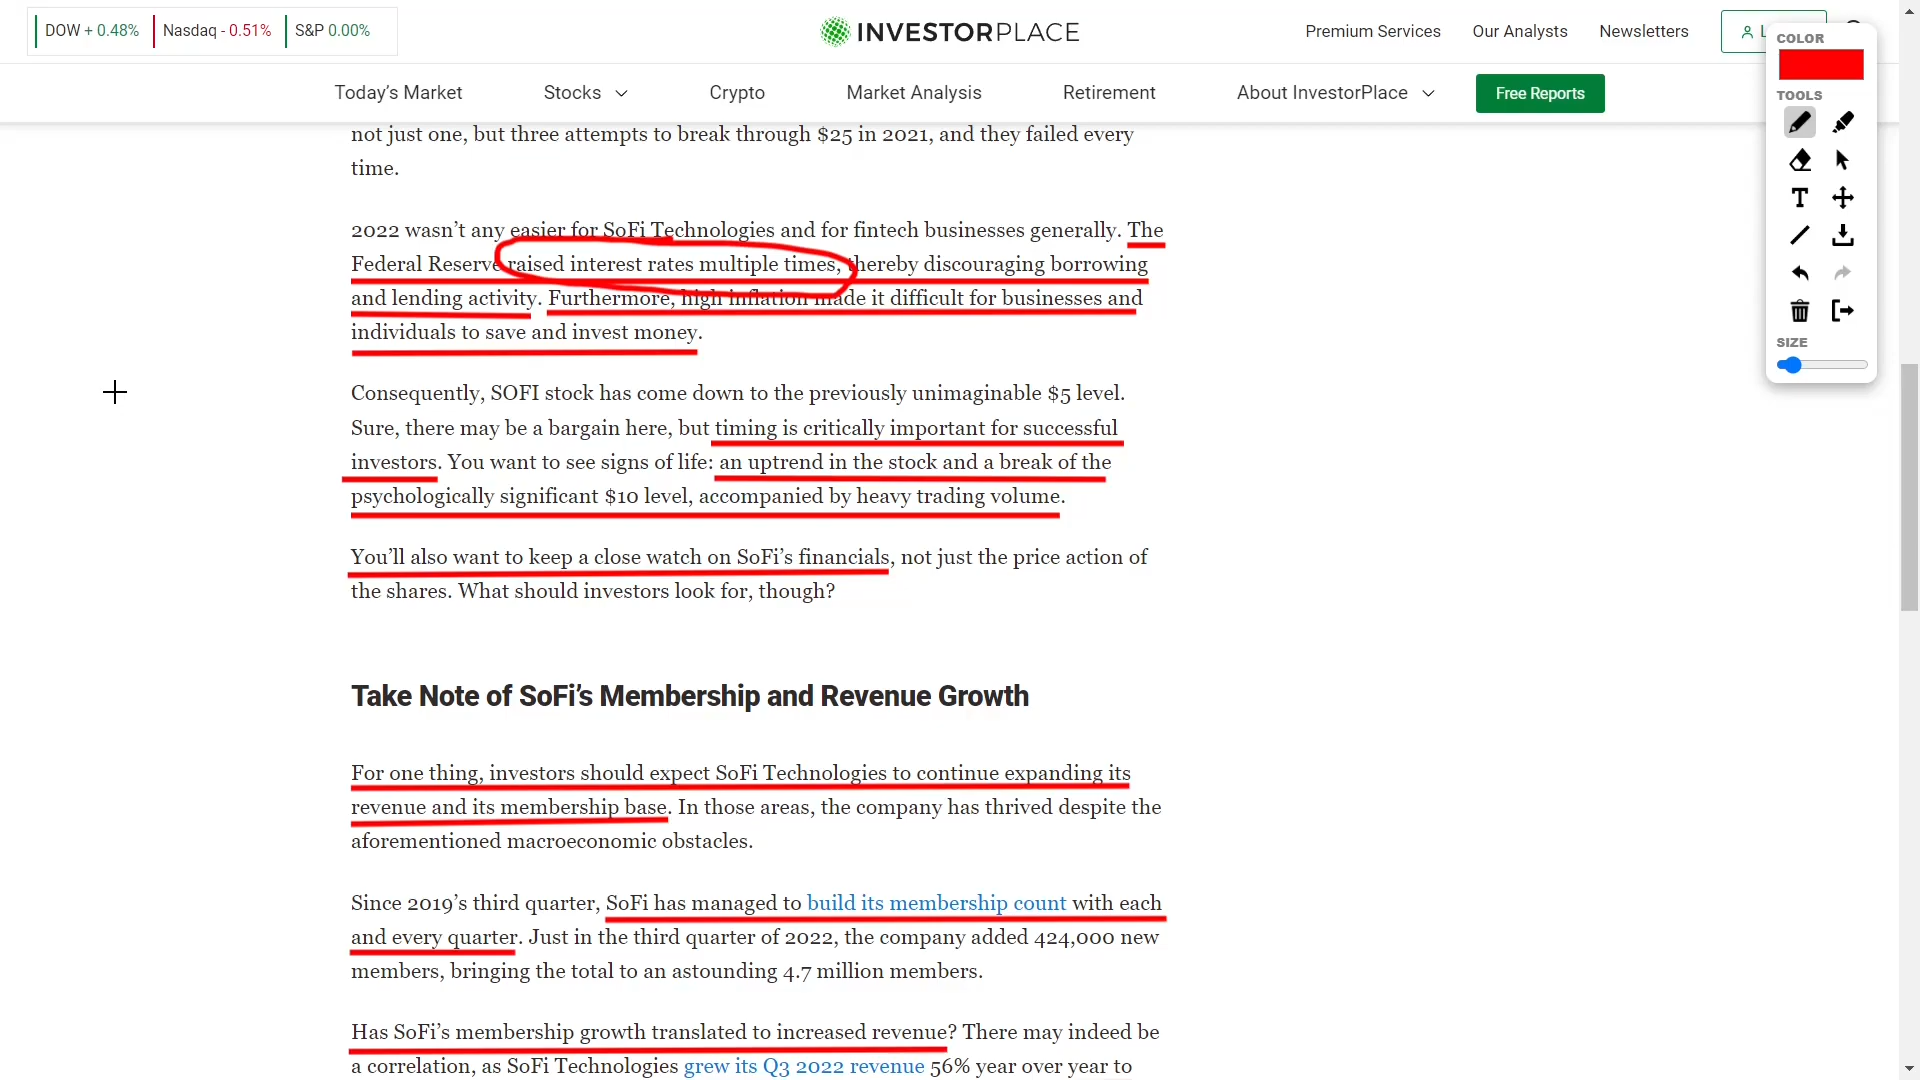 DOW + 0.48% Nasdaq - 0.51% S&P 0.00%
INVESTORPLACE
Premium Services Our Analysts Newsletters
COLOR
TOOLS
SIZE
Today’s Market Stocks Crypto Market Analysis Retirement About InvestorPlace Free Reports
not just one, but three attempts to break through $25 in 2021, and they failed every
time.
2022 wasn’t any easier for SoFi Technologies and for fintech businesses generally. The
Federal Reserve raised interest rates multiple times, thereby discouraging borrowing
and lending activity. Furthermore, high inflation made it difficult for businesses and
individuals to save and invest money.
Consequently, SOFI stock has come down to the previously unimaginable $5 level.
Sure, there may be a bargain here, but timing is critically important for successful
investors. You want to see signs of life: an uptrend in the stock and a break of the
psychologically significant $10 level, accompanied by heavy trading volume.
You’ll also want to keep a close watch on SoFi’s financials, not just the price action of
the shares. What should investors look for, though?
Take Note of SoFi’s Membership and Revenue Growth
For one thing, investors should expect SoFi Technologies to continue expanding its
revenue and its membership base. In those areas, the company has thrived despite the
aforementioned macroeconomic obstacles.
Since 2019’s third quarter, SoFi has managed to build its membership count with each
and every quarter. Just in the third quarter of 2022, the company added 424,000 new
members, bringing the total to an astounding 4.7 million members.
Has SoFi’s membership growth translated to increased revenue? There may indeed be
a correlation, as SoFi Technologies grew its Q3 2022 revenue 56% year over year to